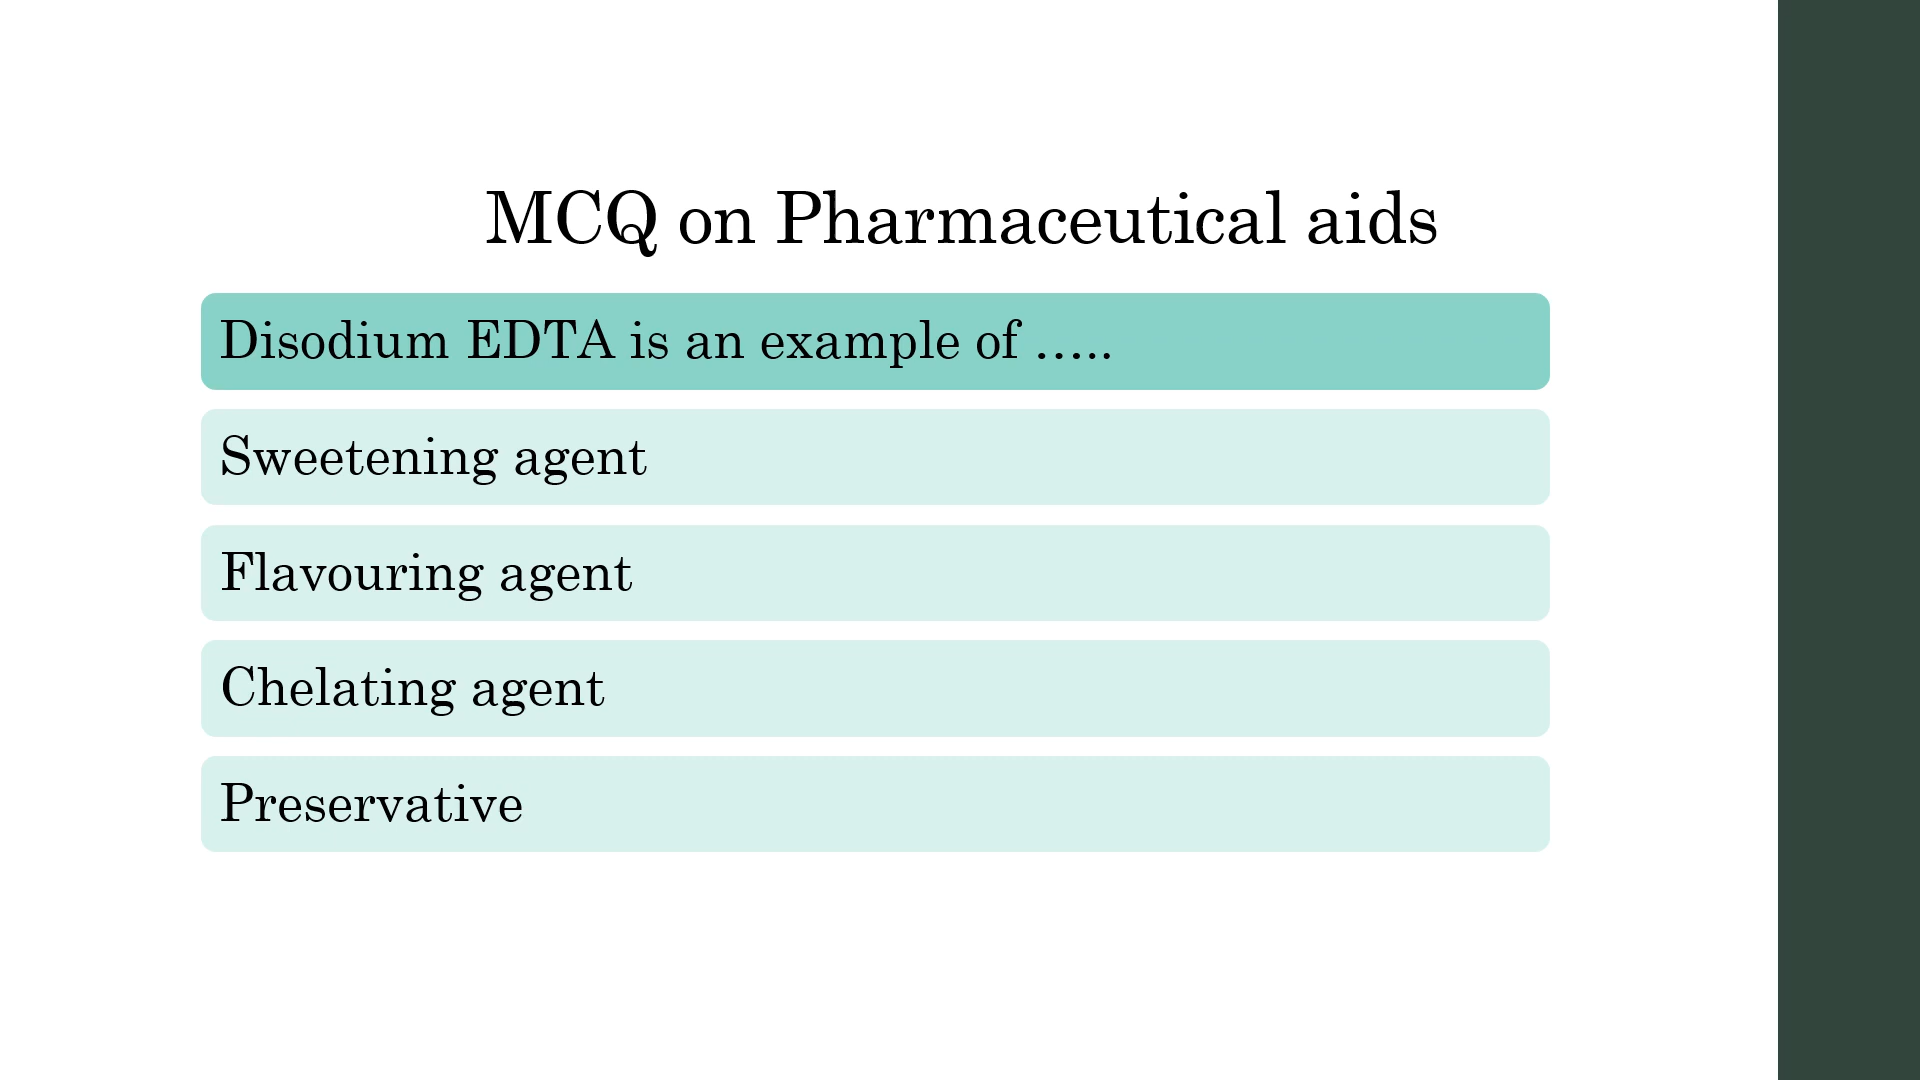 MCQ on Pharmaceutical aids
Disodium EDTA is an example of …..
Sweetening agent
Flavouring agent
Chelating agent
Preservative